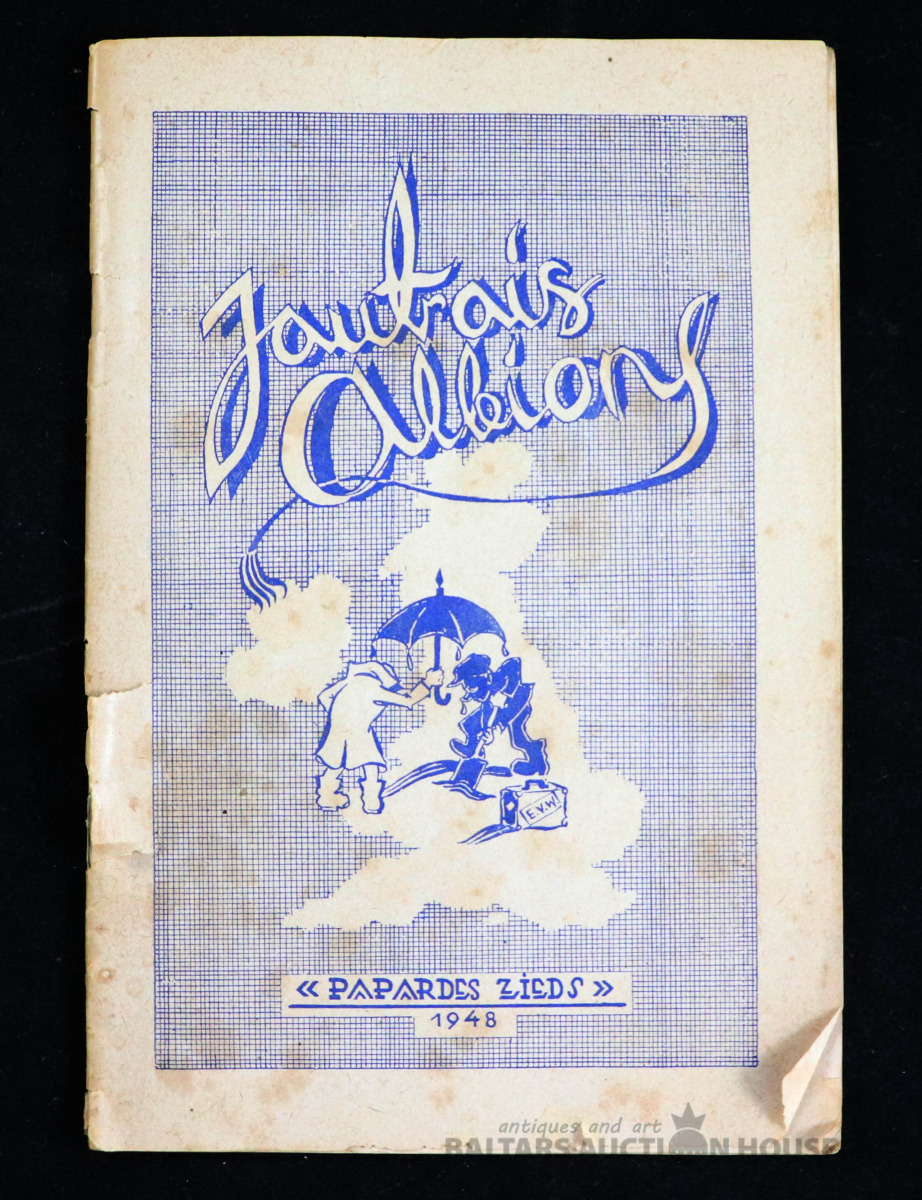 Jautrais
Albions
E.V.W!
« PAPARDES ZIEDS »
1948
antiques and art
BALTARS AUCTION HOUSE